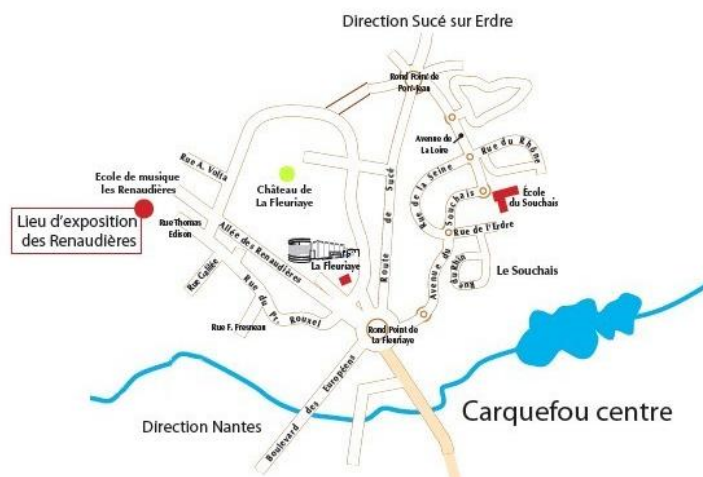 Direction Sucé sur Erdre
Rond Point de
Port-Jean
Avenue de
La Loire
Rue du Rhône
Rue de la Seine
Rue A. Volta
Ecole de musique
les Renaudières
Château de
La Fleuriaye
Lieu d'exposition
des Renaudières
Rue Thomas
Edison
Allée des Renaudières
Route de Sucé
Souchais
École
du Souchais
Rue de l'Erdre
La Fleuriaye
Avenue du
Rue du Rhin
Le Souchais
Rue Galilée
Rue du Pr. Rouxel
Rue F. Fresneau
Rond Point de
La Fleuriaye
Boulevard des Européens
Carquefou centre
Direction Nantes